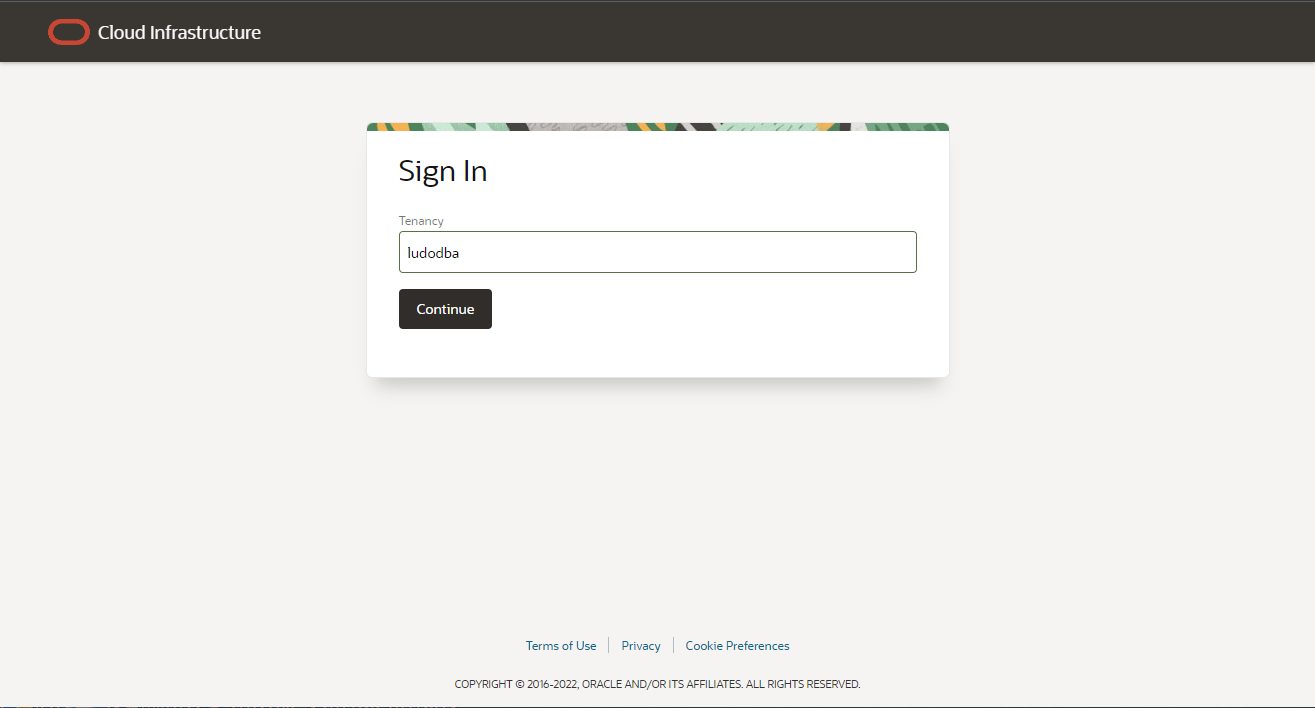 Cloud Infrastructure
Sign In
Tenancy
ludodba
Continue
Terms of Use
Privacy
Cookie Preferences
COPYRIGHT © 2016-2022, ORACLE AND/OR ITS AFFILIATES. ALL RIGHTS RESERVED.